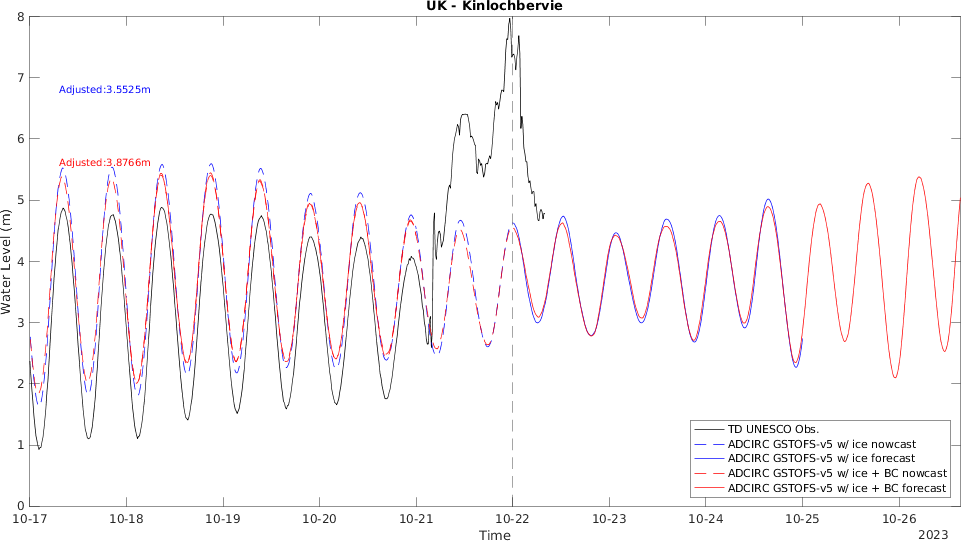 UK - Kinlochbervie
8
7
6
5
4
3
2
1
0
Water Level (m)
Adjusted:3.5525m
Adjusted:3.8766m
TD UNESCO Obs.
ADCIRC GSTOFS-v5 w/ ice nowcast
ADCIRC GSTOFS-v5 w/ ice forecast
ADCIRC GSTOFS-v5 w/ ice + BC nowcast
ADCIRC GSTOFS-v5 w/ ice + BC forecast
10-17 10-18 10-19 10-20 10-21 10-22 10-23 10-24 10-25 10-26
Time
2023